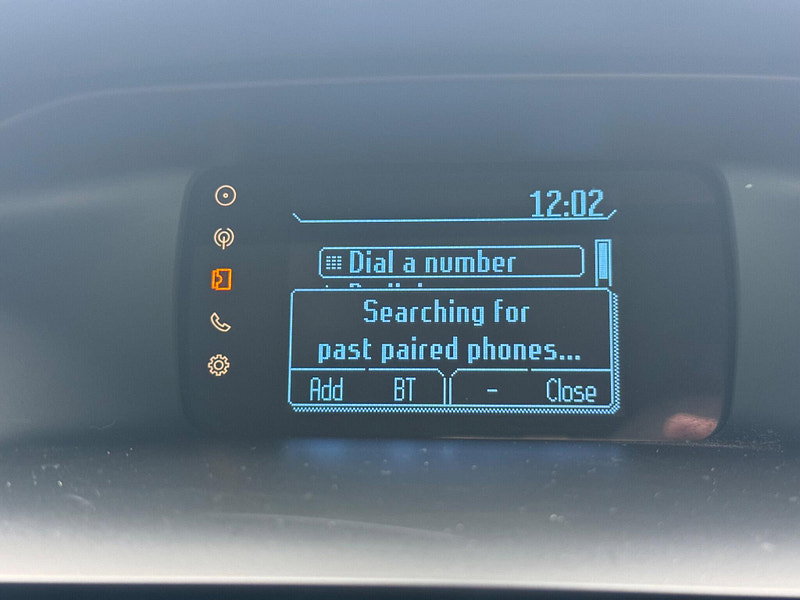 12:02
Dial a number
Searching for
past paired phones...
Add BT - Close